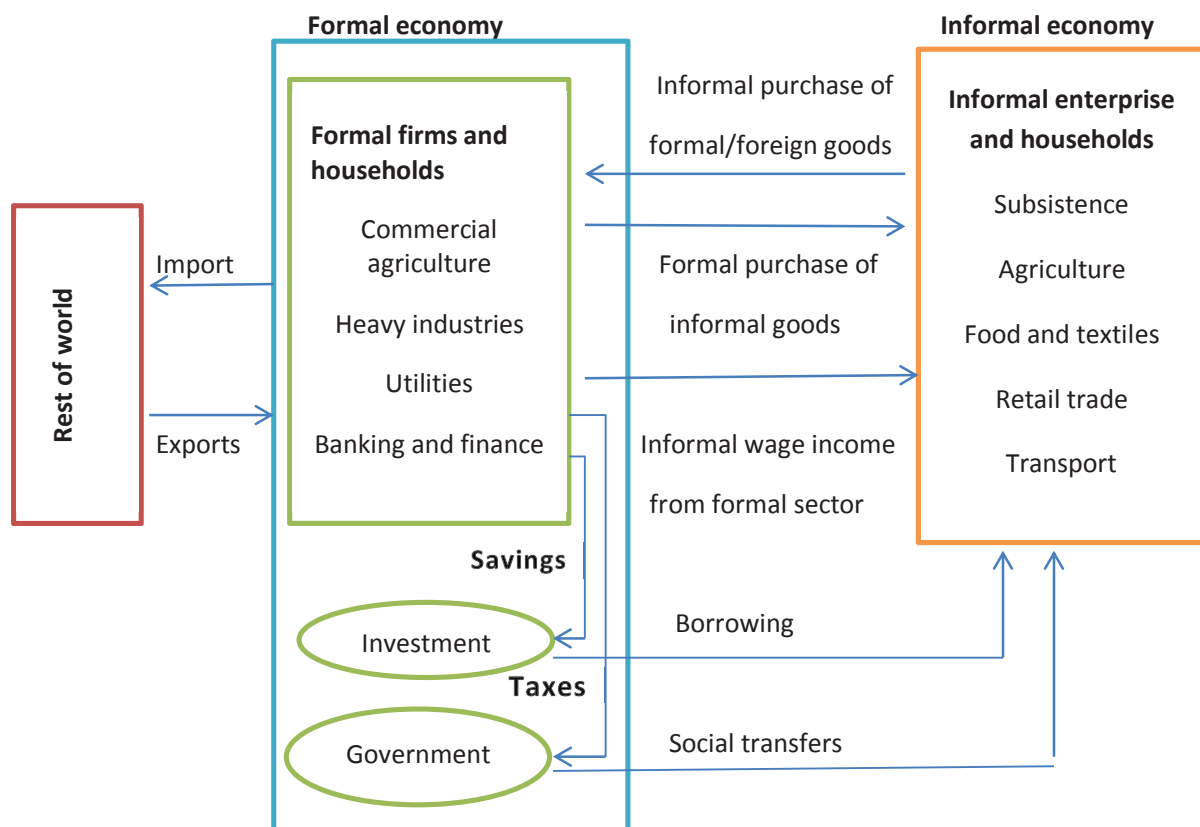 Formal economy
Informal economy
Rest of world
Import
Exports
Formal firms and
households
Commercial
agriculture
Heavy industries
Utilities
Banking and finance
Savings
Investment
Taxes
Government
Informal purchase of
formal/foreign goods
Formal purchase of
informal goods
Informal wage income
from formal sector
Borrowing
Social transfers
Informal enterprise
and households
Subsistence
Agriculture
Food and textiles
Retail trade
Transport